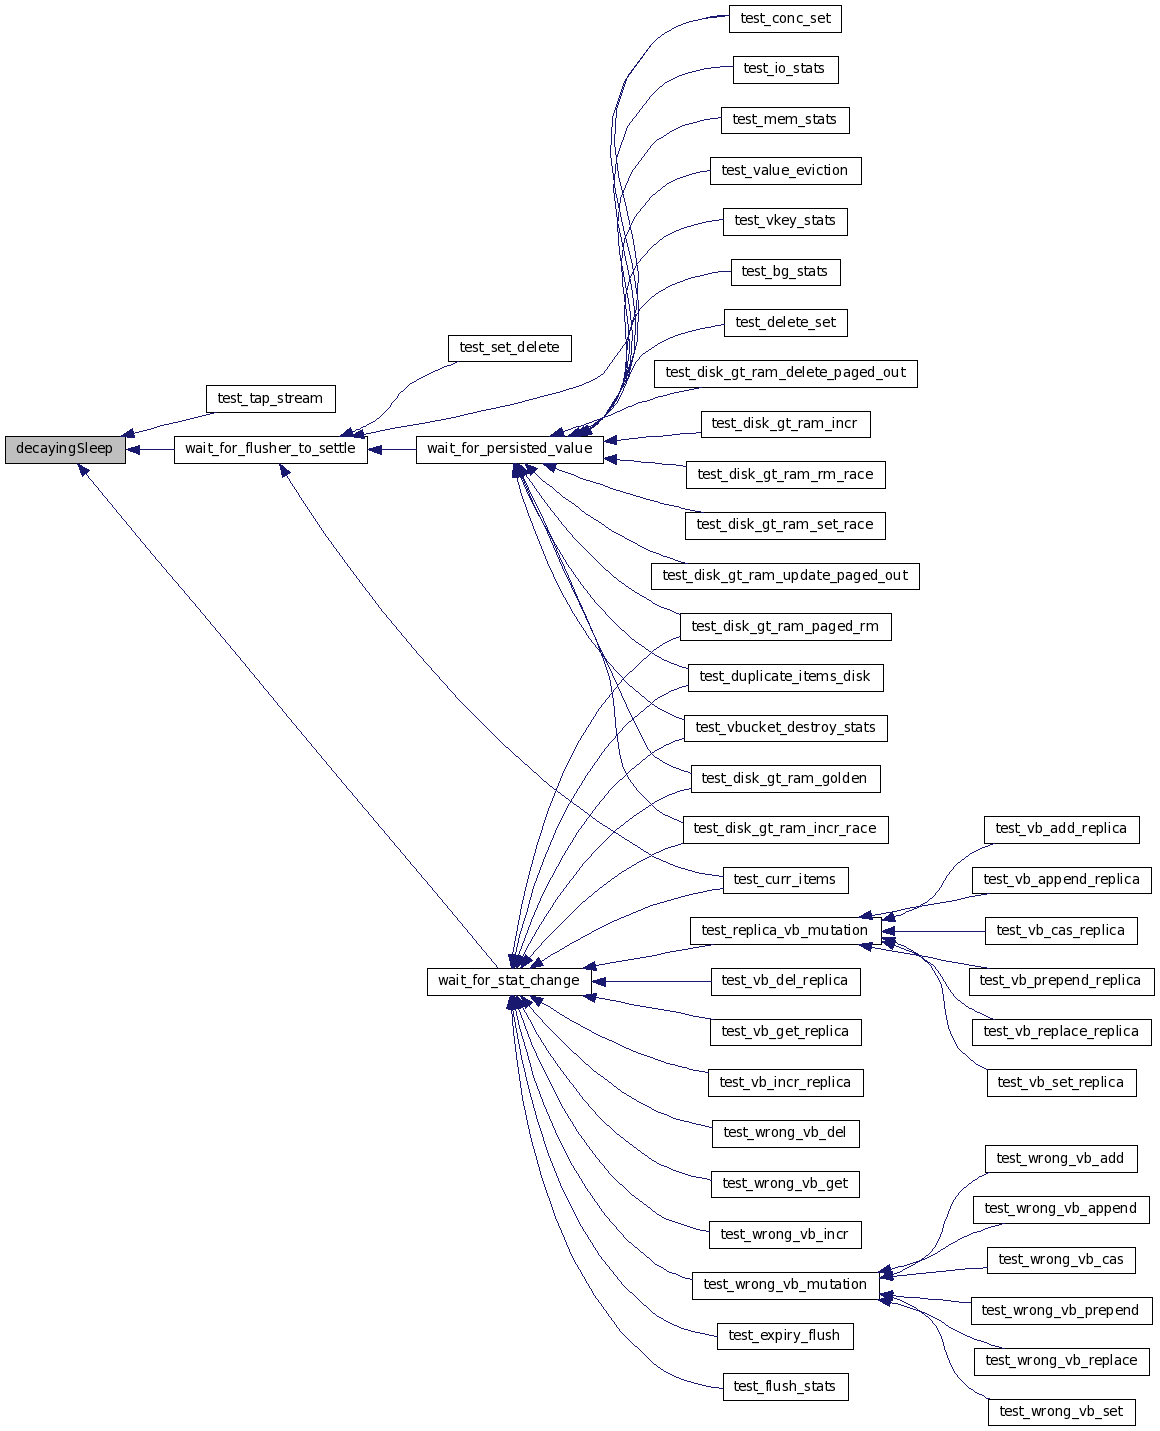 test_conc_set
test_io_stats
test_mem_stats
test_value_eviction
test_vkey_stats
test_bg_stats
test_delete_set
test_set_delete
test_disk_gt_ram_delete_paged_out
test_tap_stream
test_disk_gt_ram_incr
decayingSleep
wait_for_flusher_to_settle
wait_for_persisted_value
test_disk_gt_ram_rm_race
test_disk_gt_ram_set_race
test_disk_gt_ram_update_paged_out
test_disk_gt_ram_paged_rm
test_duplicate_items_disk
test_vbucket_destroy_stats
test_disk_gt_ram_golden
test_disk_gt_ram_incr_race
test_vb_add_replica
test_curr_items
test_vb_append_replica
test_replica_vb_mutation
test_vb_cas_replica
wait_for_stat_change
test_vb_del_replica
test_vb_prepend_replica
test_vb_get_replica
test_vb_replace_replica
test_vb_incr_replica
test_vb_set_replica
test_wrong_vb_del
test_wrong_vb_add
test_wrong_vb_get
test_wrong_vb_append
test_wrong_vb_incr
test_wrong_vb_cas
test_wrong_vb_mutation
test_wrong_vb_prepend
test_expiry_flush
test_wrong_vb_replace
test_flush_stats
test_wrong_vb_set